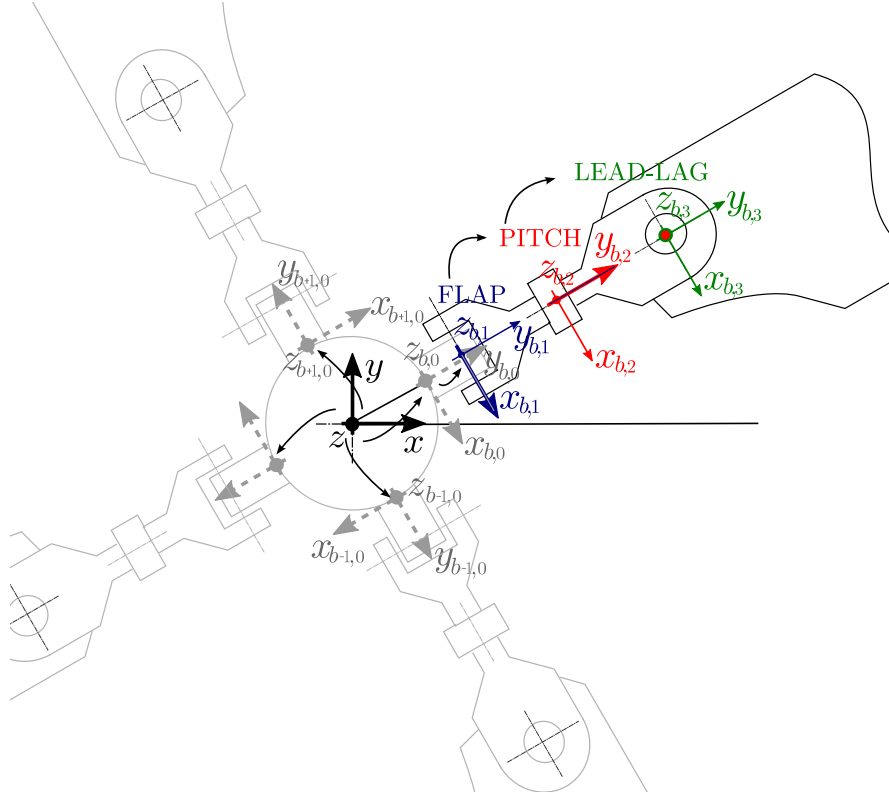 LEAD-LAG
z_{b,3}
y_{b,3}
PITCH
y_{b,2}
z_{b,2}
x_{b,3}
y_{b+1,0}
FLAP
x_{b+1,0}
z_{b,1}
y_{b,1}
z_{b,0}
z_{b+1,0}
y_{b,0}
x_{b,2}
y
x_{b,1}
z
x
x_{b,0}
z_{b-1,0}
x_{b-1,0}
y_{b-1,0}